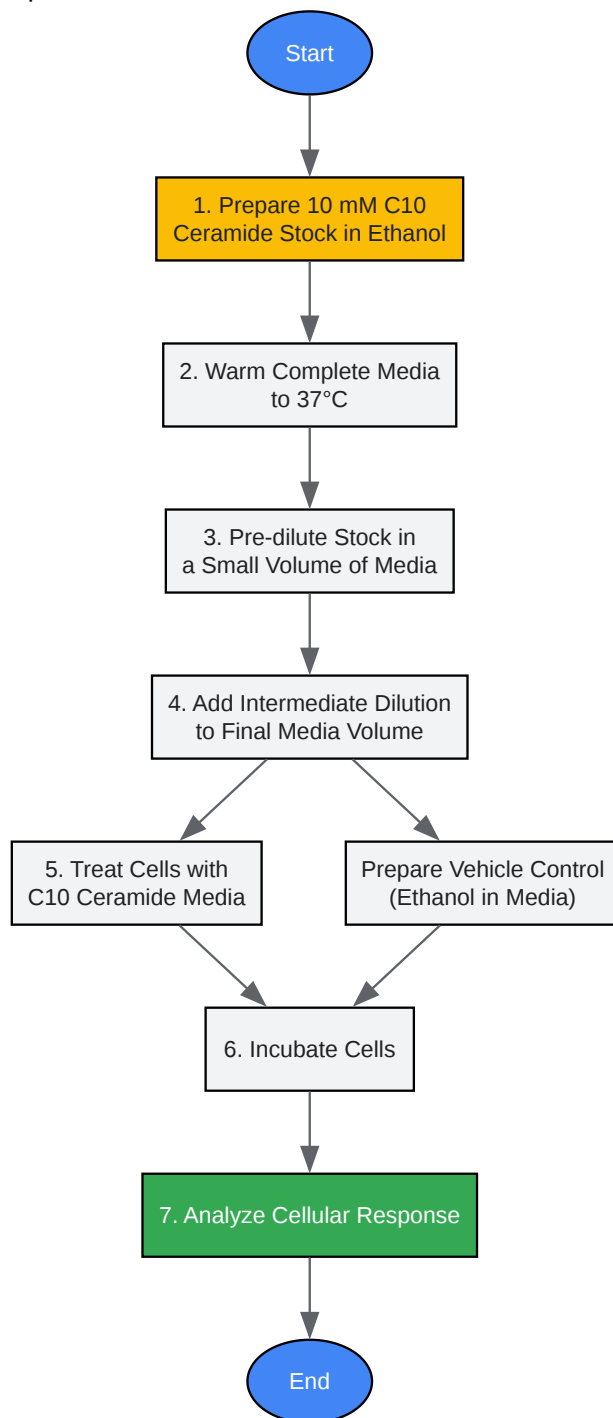 Start
1. Prepare 10 mM C10
Ceramide Stock in Ethanol
2. Warm Complete Media
to 37°C
3. Pre-dilute Stock in
a Small Volume of Media
4. Add Intermediate Dilution
to Final Media Volume
5. Treat Cells with
C10 Ceramide Media
Prepare Vehicle Control
(Ethanol in Media)
6. Incubate Cells
7. Analyze Cellular Response
End